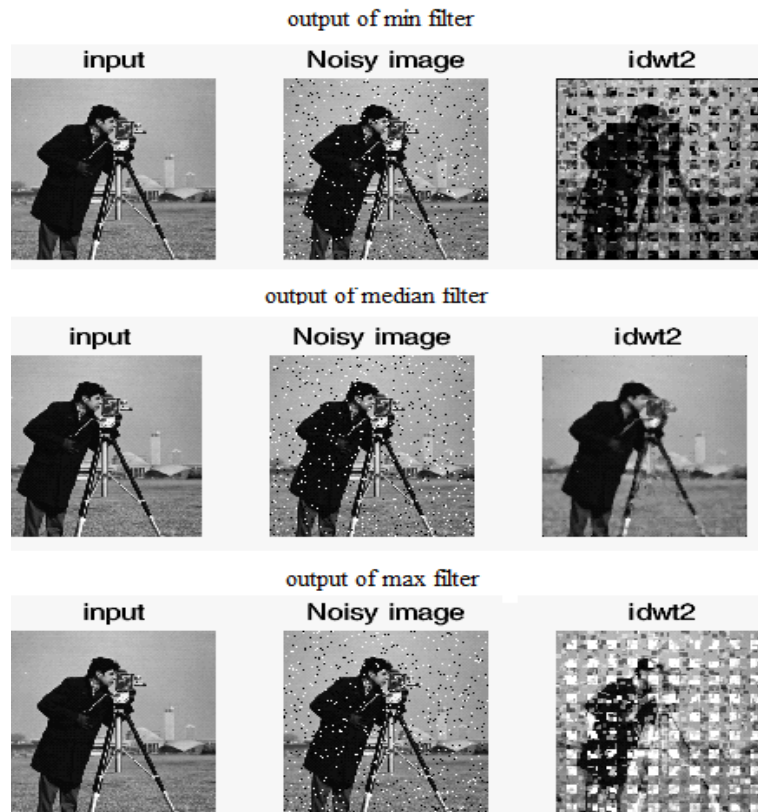 output of min filter
input Noisy image idwt2
output of median filter
input Noisy image idwt2
output of max filter
input Noisy image idwt2